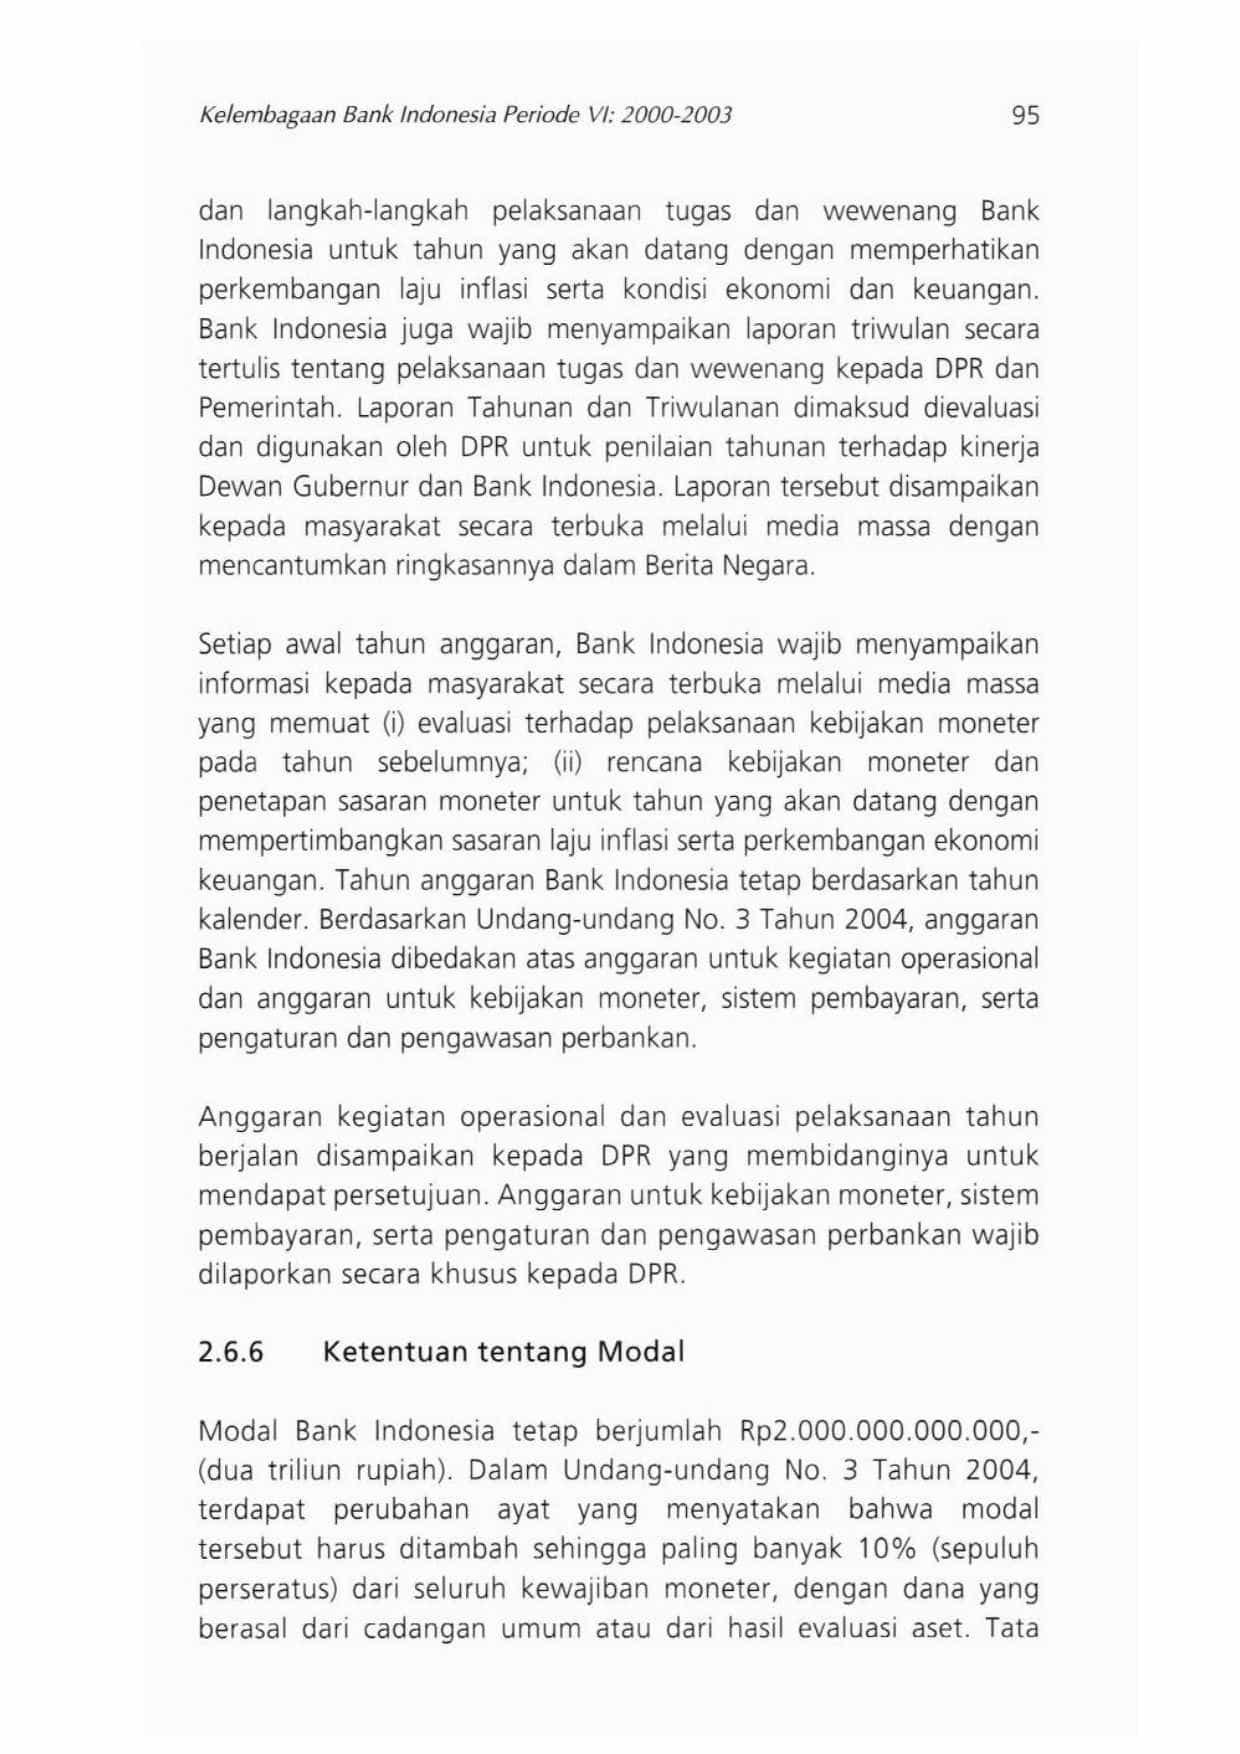 Kelembagaan Bank Indonesia Periode VI: 2000-2003 95
dan langkah-langkah pelaksanaan tugas dan wewenang Bank
Indonesia untuk tahun yang akan datang dengan memperhatikan
perkembangan laju inflasi serta kondisi ekonomi dan keuangan.
Bank Indonesia juga wajib menyampaikan laporan triwulan secara
tertulis tentang pelaksanaan tugas dan wewenang kepada DPR dan
Pemerintah. Laporan Tahunan dan Triwulanan dimaksud dievaluasi
dan digunakan oleh DPR untuk penilaian tahunan terhadap kinerja
Dewan Gubernur dan Bank Indonesia. Laporan tersebut disampaikan
kepada masyarakat secara terbuka melalui media massa dengan
mencantumkan ringkasannya dalam Berita Negara.
Setiap awal tahun anggaran, Bank Indonesia wajib menyampaikan
informasi kepada masyarakat secara terbuka melalui media massa
yang memuat (i) evaluasi terhadap pelaksanaan kebijakan moneter
pada tahun sebelumnya; (ii) rencana kebijakan moneter dan
penetapan sasaran moneter untuk tahun yang akan datang dengan
mempertimbangkan sasaran laju inflasi serta perkembangan ekonomi
keuangan. Tahun anggaran Bank Indonesia tetap berdasarkan tahun
kalender. Berdasarkan Undang-undang No. 3 Tahun 2004, anggaran
Bank Indonesia dibedakan atas anggaran untuk kegiatan operasional
dan anggaran untuk kebijakan moneter, sistem pembayaran, serta
pengaturan dan pengawasan perbankan.
Anggaran kegiatan operasional dan evaluasi pelaksanaan tahun
berjalan disampaikan kepada DPR yang membidanginya untuk
mendapat persetujuan. Anggaran untuk kebijakan moneter, sistem
pembayaran, serta pengaturan dan pengawasan perbankan wajib
dilaporkan secara khusus kepada DPR.
2.6.6 Ketentuan tentang Modal
Modal Bank Indonesia tetap berjumlah Rp2.000.000.000.000,-
(dua triliun rupiah). Dalam Undang-undang No. 3 Tahun 2004,
terdapat perubahan ayat yang menyatakan bahwa modal
tersebut harus ditambah sehingga paling banyak 10% (sepuluh
perseratus) dari seluruh kewajiban moneter, dengan dana yang
berasal dari cadangan umum atau dari hasil evaluasi aset. Tata